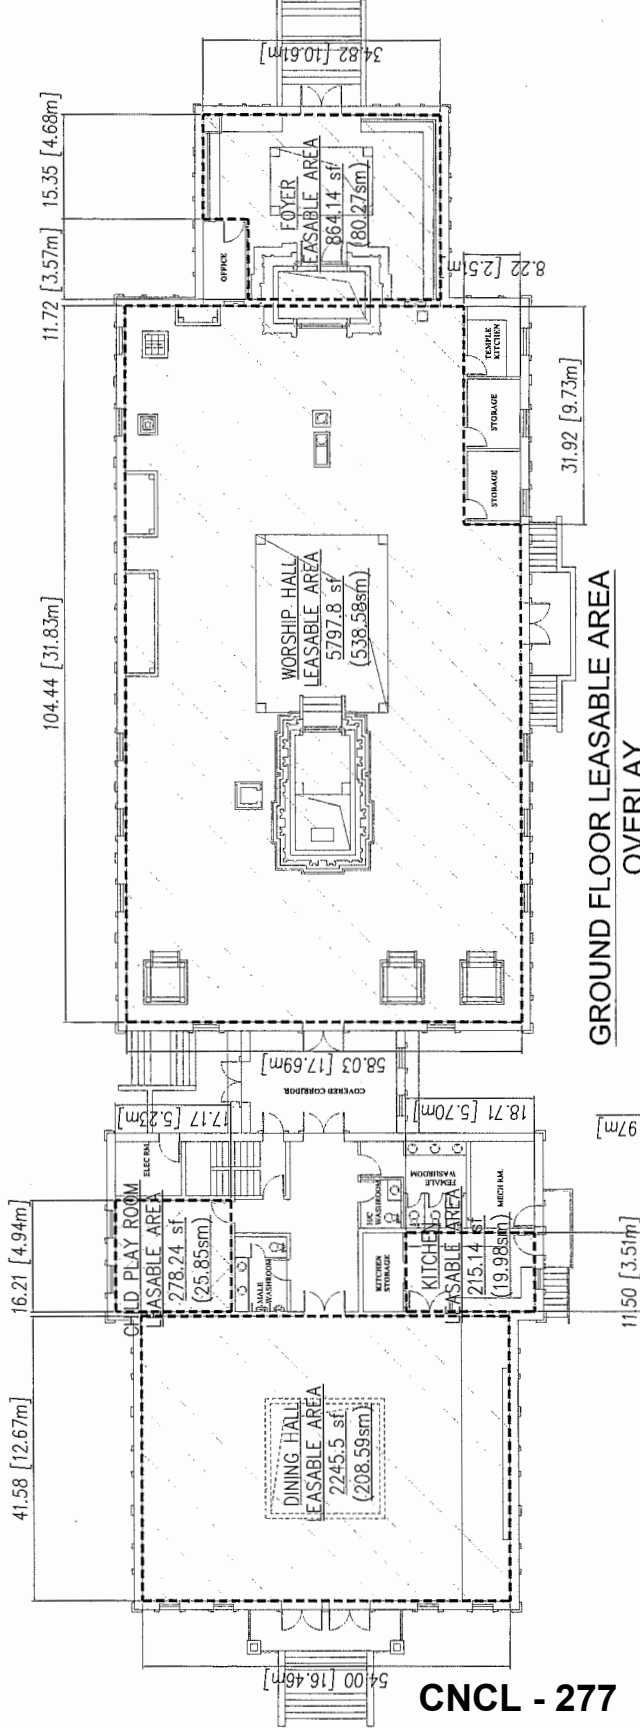 34.82 [10.61m]
15.35 [4.68m]
11.72 [3.57m]
FOYER
LEASABLE AREA
864.14 sf
(80.27sm)
OFFICE
8.22 [2.51m]
TEMPLE
KITCHEN
STORAGE
STORAGE
31.92 [9.73m]
104.44 [31.83m]
WORSHIP HALL
LEASABLE AREA
5797.8 sf
(538.58sm)
58.03 [17.69m]
COVERED CORRIDOR
17.17 [5.23m]
18.71 [5.70m]
ELEC RM.
FEMALE
WASHROOM
MECH RM.
H/C
WASHROOM
16.21 [4.94m]
CHILD PLAY ROOM
LEASABLE AREA
278.24 sf
(25.85sm)
MALE
WASHROOM
KITCHEN
STORAGE
KITCHEN
LEASABLE AREA
215.14 sf
(19.98sm)
11.50 [3.51m]
97m]
41.58 [12.67m]
DINING HALL
LEASABLE AREA
2245.5 sf
(208.59sm)
54.00 [16.46m]
GROUND FLOOR LEASABLE AREA
OVERLAY
CNCL - 277